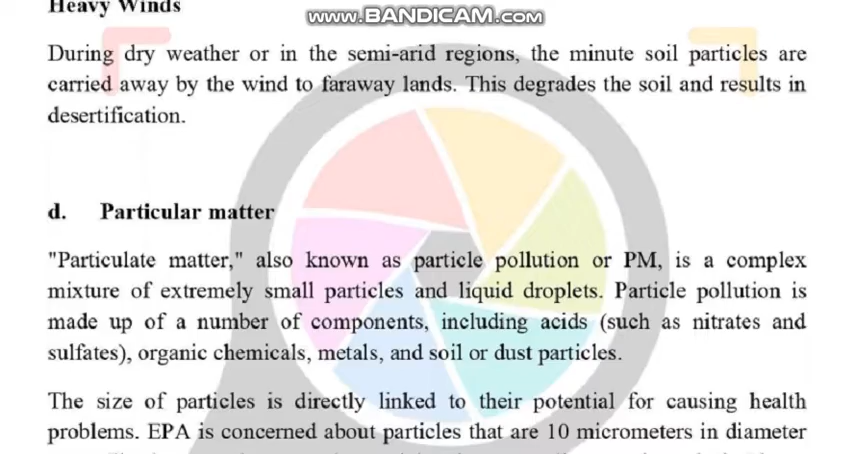 www.BANDICAM.com
Heavy Winds
During dry weather or in the semi-arid regions, the minute soil particles are
carried away by the wind to faraway lands. This degrades the soil and results in
desertification.
d. Particular matter
"Particulate matter," also known as particle pollution or PM, is a complex
mixture of extremely small particles and liquid droplets. Particle pollution is
made up of a number of components, including acids (such as nitrates and
sulfates), organic chemicals, metals, and soil or dust particles.
The size of particles is directly linked to their potential for causing health
problems. EPA is concerned about particles that are 10 micrometers in diameter